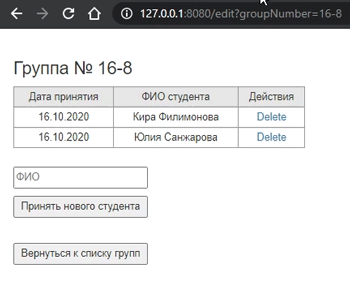 127.0.0.1:8080/edit?groupNumber=16-8
Группа № 16-8
Дата принятия ФИО студента Действия
16.10.2020 Кира Филимонова Delete
16.10.2020 Юлия Санжарова Delete
ФИО
Принять нового студента
Вернуться к списку групп